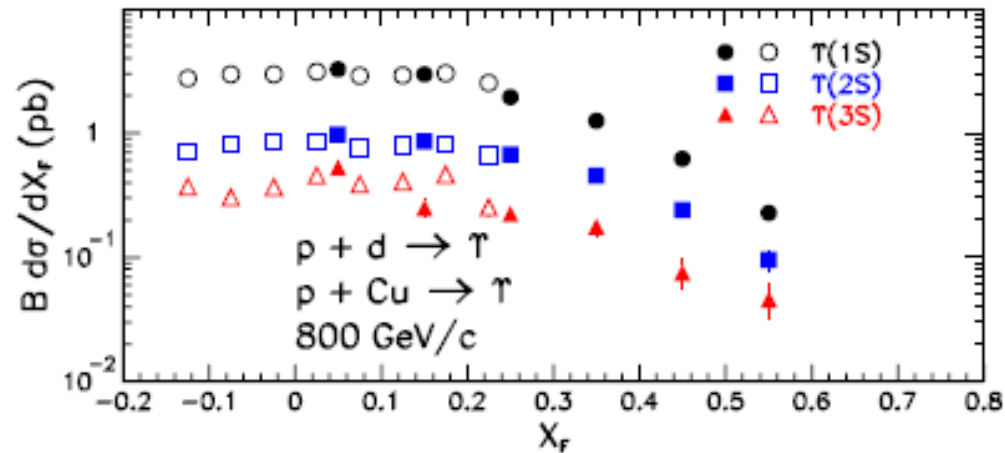 B dσ/dX_F (pb)
1
10⁻¹
10⁻²
ϒ(1S)
ϒ(2S)
ϒ(3S)
p + d → ϒ
p + Cu → ϒ
800 GeV/c
−0.2 −0.1 0 0.1 0.2 0.3 0.4 0.5 0.6 0.7 0.8
X_F